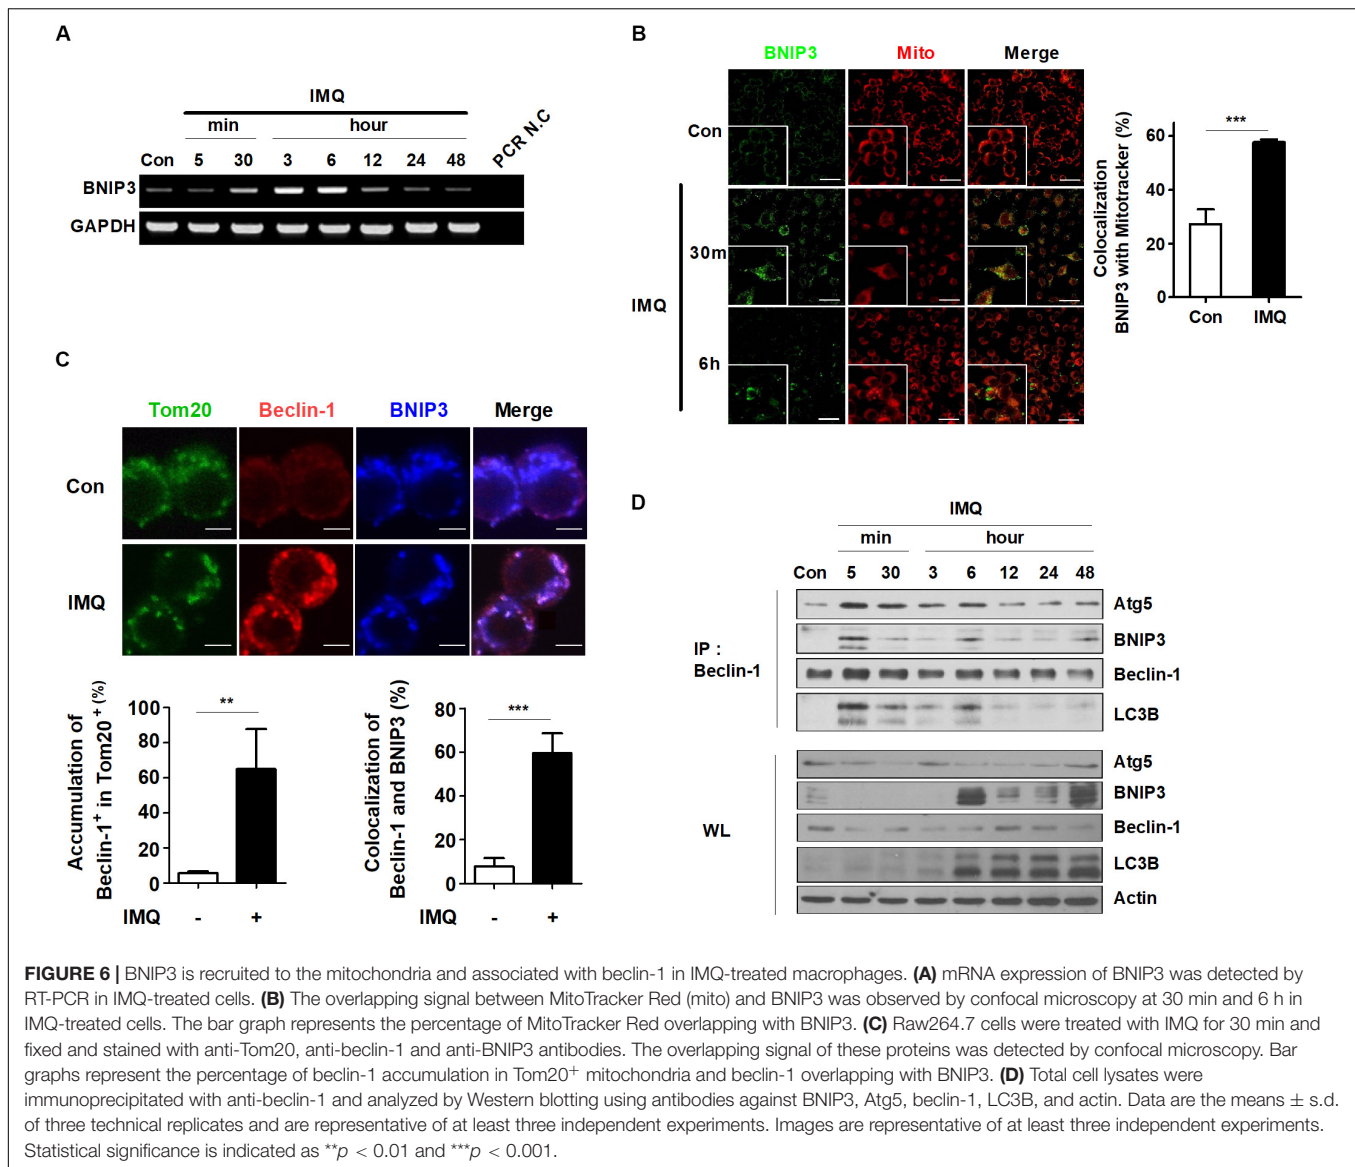 A
IMQ
min hour
Con 5 30 3 6 12 24 48 PCR N.C
BNIP3
GAPDH
B
BNIP3 Mito Merge
Con
30m
IMQ
6h
Colocalization
BNIP3 with Mitotracker (%)
***
60
40
20
0
Con IMQ
C
Tom20 Beclin-1 BNIP3 Merge
Con
IMQ
Accumulation of
Beclin-1+ in Tom20+ (%)
**
100
80
60
40
20
0
IMQ - +
Colocalization of
Beclin-1 and BNIP3 (%)
***
80
60
40
20
0
IMQ - +
D
IMQ
min hour
Con 5 30 3 6 12 24 48
IP :
Beclin-1
Atg5
BNIP3
Beclin-1
LC3B
WL
Atg5
BNIP3
Beclin-1
LC3B
Actin
FIGURE 6 | BNIP3 is recruited to the mitochondria and associated with beclin-1 in IMQ-treated macrophages. (A) mRNA expression of BNIP3 was detected by
RT-PCR in IMQ-treated cells. (B) The overlapping signal between MitoTracker Red (mito) and BNIP3 was observed by confocal microscopy at 30 min and 6 h in
IMQ-treated cells. The bar graph represents the percentage of MitoTracker Red overlapping with BNIP3. (C) Raw264.7 cells were treated with IMQ for 30 min and
fixed and stained with anti-Tom20, anti-beclin-1 and anti-BNIP3 antibodies. The overlapping signal of these proteins was detected by confocal microscopy. Bar
graphs represent the percentage of beclin-1 accumulation in Tom20+ mitochondria and beclin-1 overlapping with BNIP3. (D) Total cell lysates were
immunoprecipitated with anti-beclin-1 and analyzed by Western blotting using antibodies against BNIP3, Atg5, beclin-1, LC3B, and actin. Data are the means ± s.d.
of three technical replicates and are representative of at least three independent experiments. Images are representative of at least three independent experiments.
Statistical significance is indicated as **p < 0.01 and ***p < 0.001.